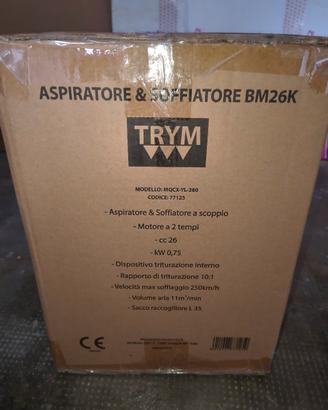 ASPIRATORE & SOFFIATORE BM26K
TRYM
MODELLO: MQCX-YL-260
CODICE: 77125
- Aspiratore & Soffiatore a scoppio
- Motore a 2 tempi
- cc 26
- kW 0,75
- Dispositivo triturazione interno
- Rapporto di triturazione 10:1
- Velocità max soffiaggio 250km/h
- Volume aria 11m³/min
- Sacco raccoglitore L 35
CE